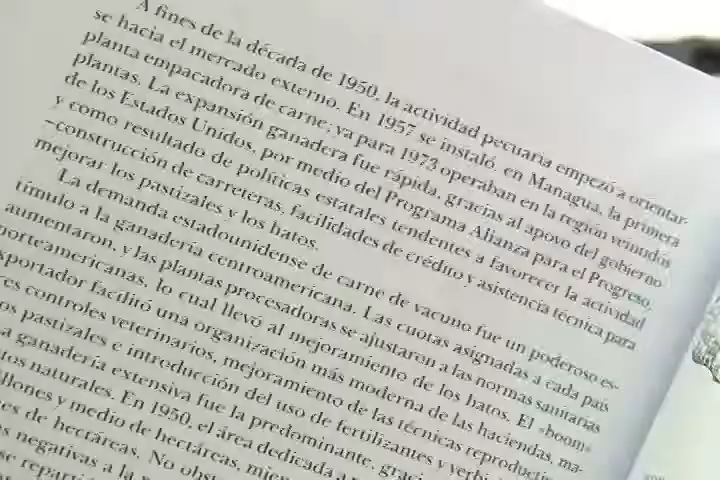 A fines de la década de 1950, la actividad pecuaria empezó a orientar-
se hacia el mercado externo. En 1957 se instaló, en Managua, la primera
planta empacadora de carne; ya para 1973 operaban en la región veintidós
plantas. La expansión ganadera fue rápida, gracias al apoyo del gobierno
de los Estados Unidos, por medio del Programa Alianza para el Progreso,
y como resultado de políticas estatales tendentes a favorecer la actividad
–construcción de carreteras, facilidades de crédito y asistencia técnica para
mejorar los pastizales y los hatos.
La demanda estadounidense de carne de vacuno fue un poderoso es-
tímulo a la ganadería centroamericana. Las cuotas asignadas a cada país
aumentaron, y las plantas procesadoras se ajustaron a las normas sanitarias
norteamericanas, lo cual llevó al mejoramiento de los hatos. El «boom»
exportador facilitó una organización más moderna de las haciendas, ma-
res controles veterinarios, mejoramiento de las técnicas
os pastizales e introducción del uso de fertilizantes y
a ganadería extensiva fue la predominante,
tos naturales. En 1950, el área dedicada a
llones y medio de hectáreas,
es de hectáreas. No
s negativas a la
se